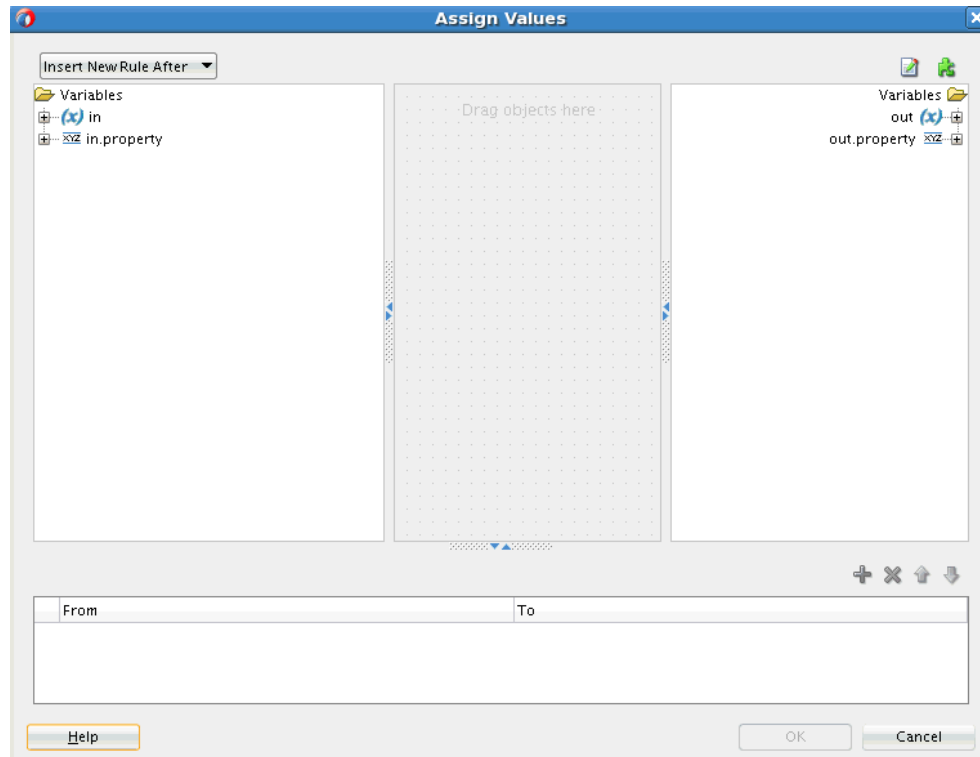 Assign Values
Insert New Rule After
Variables
(x) in
XYZ in.property
Drag objects here
Variables
out (x)
out.property XYZ
From To
Help OK Cancel